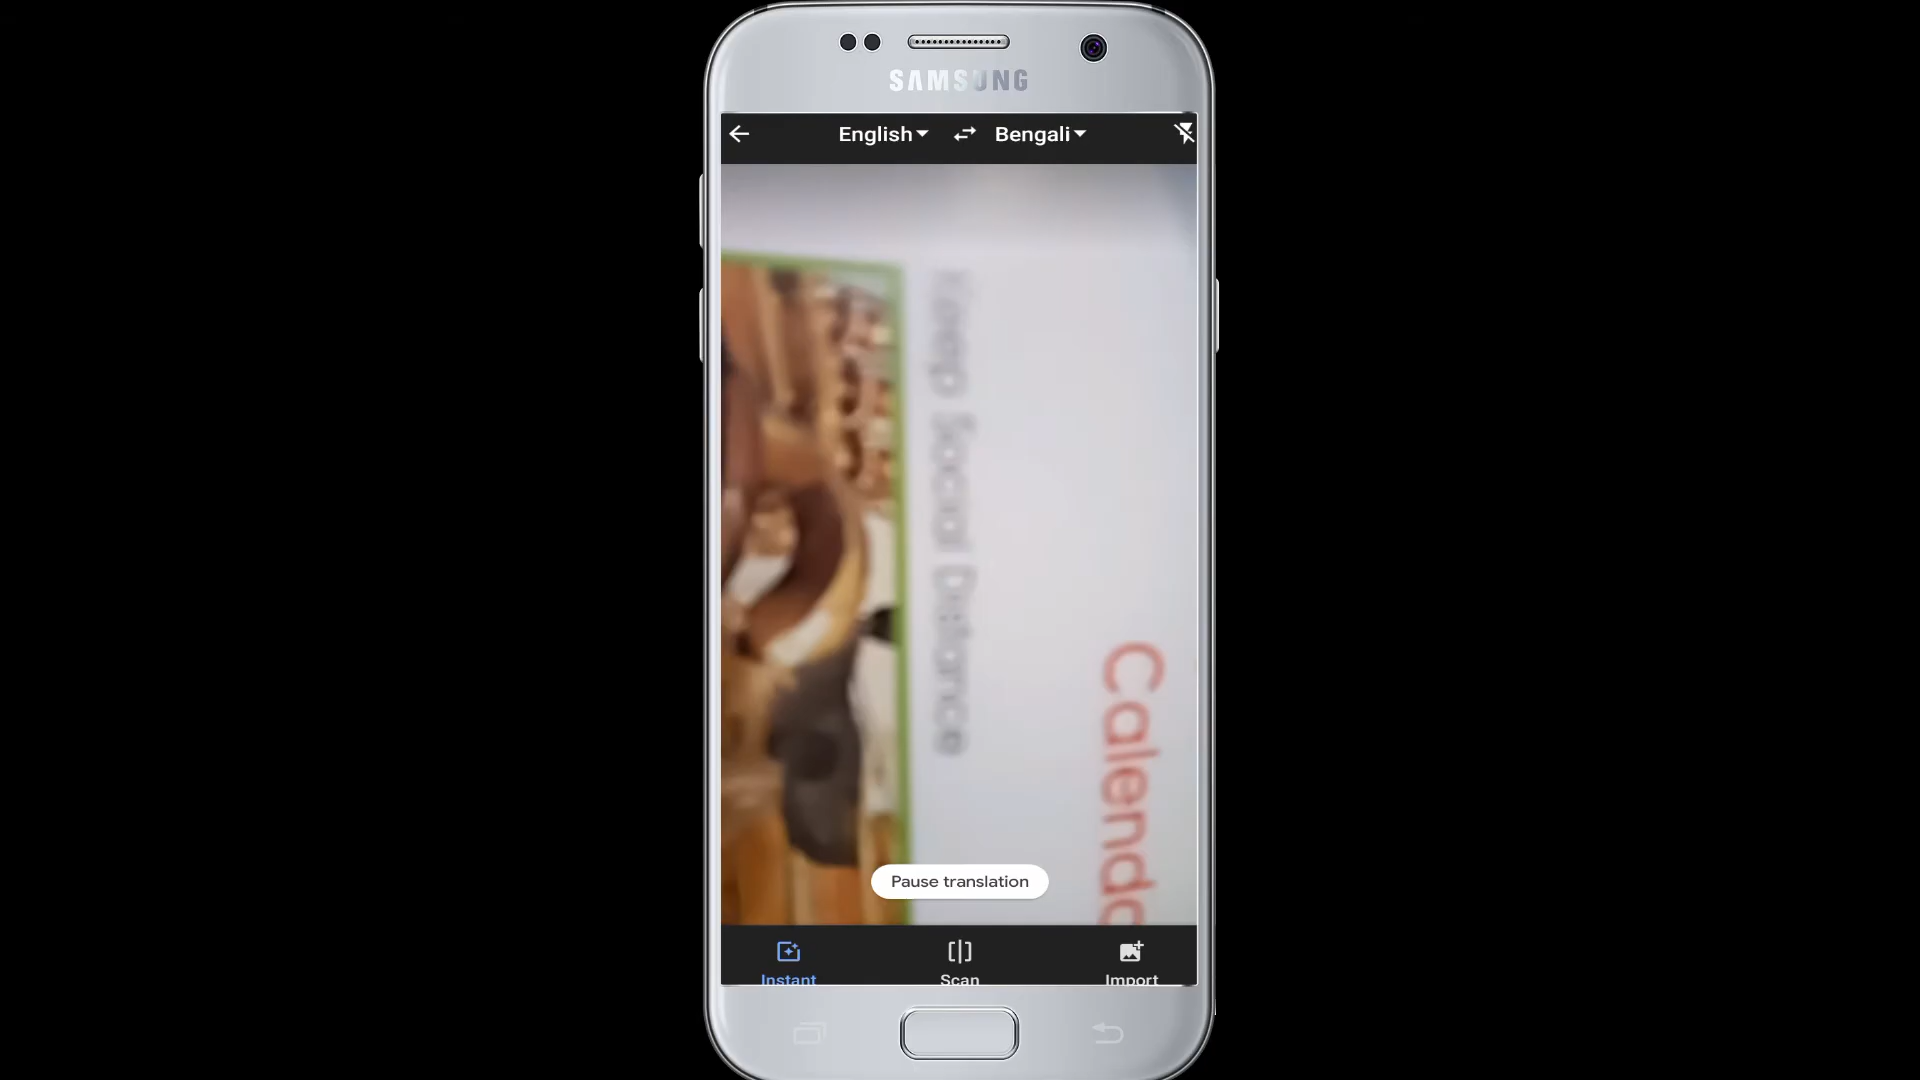 SAMSUNG
English Bengali
Keep Social Distance
Calenda
Pause translation
Instant Scan Import